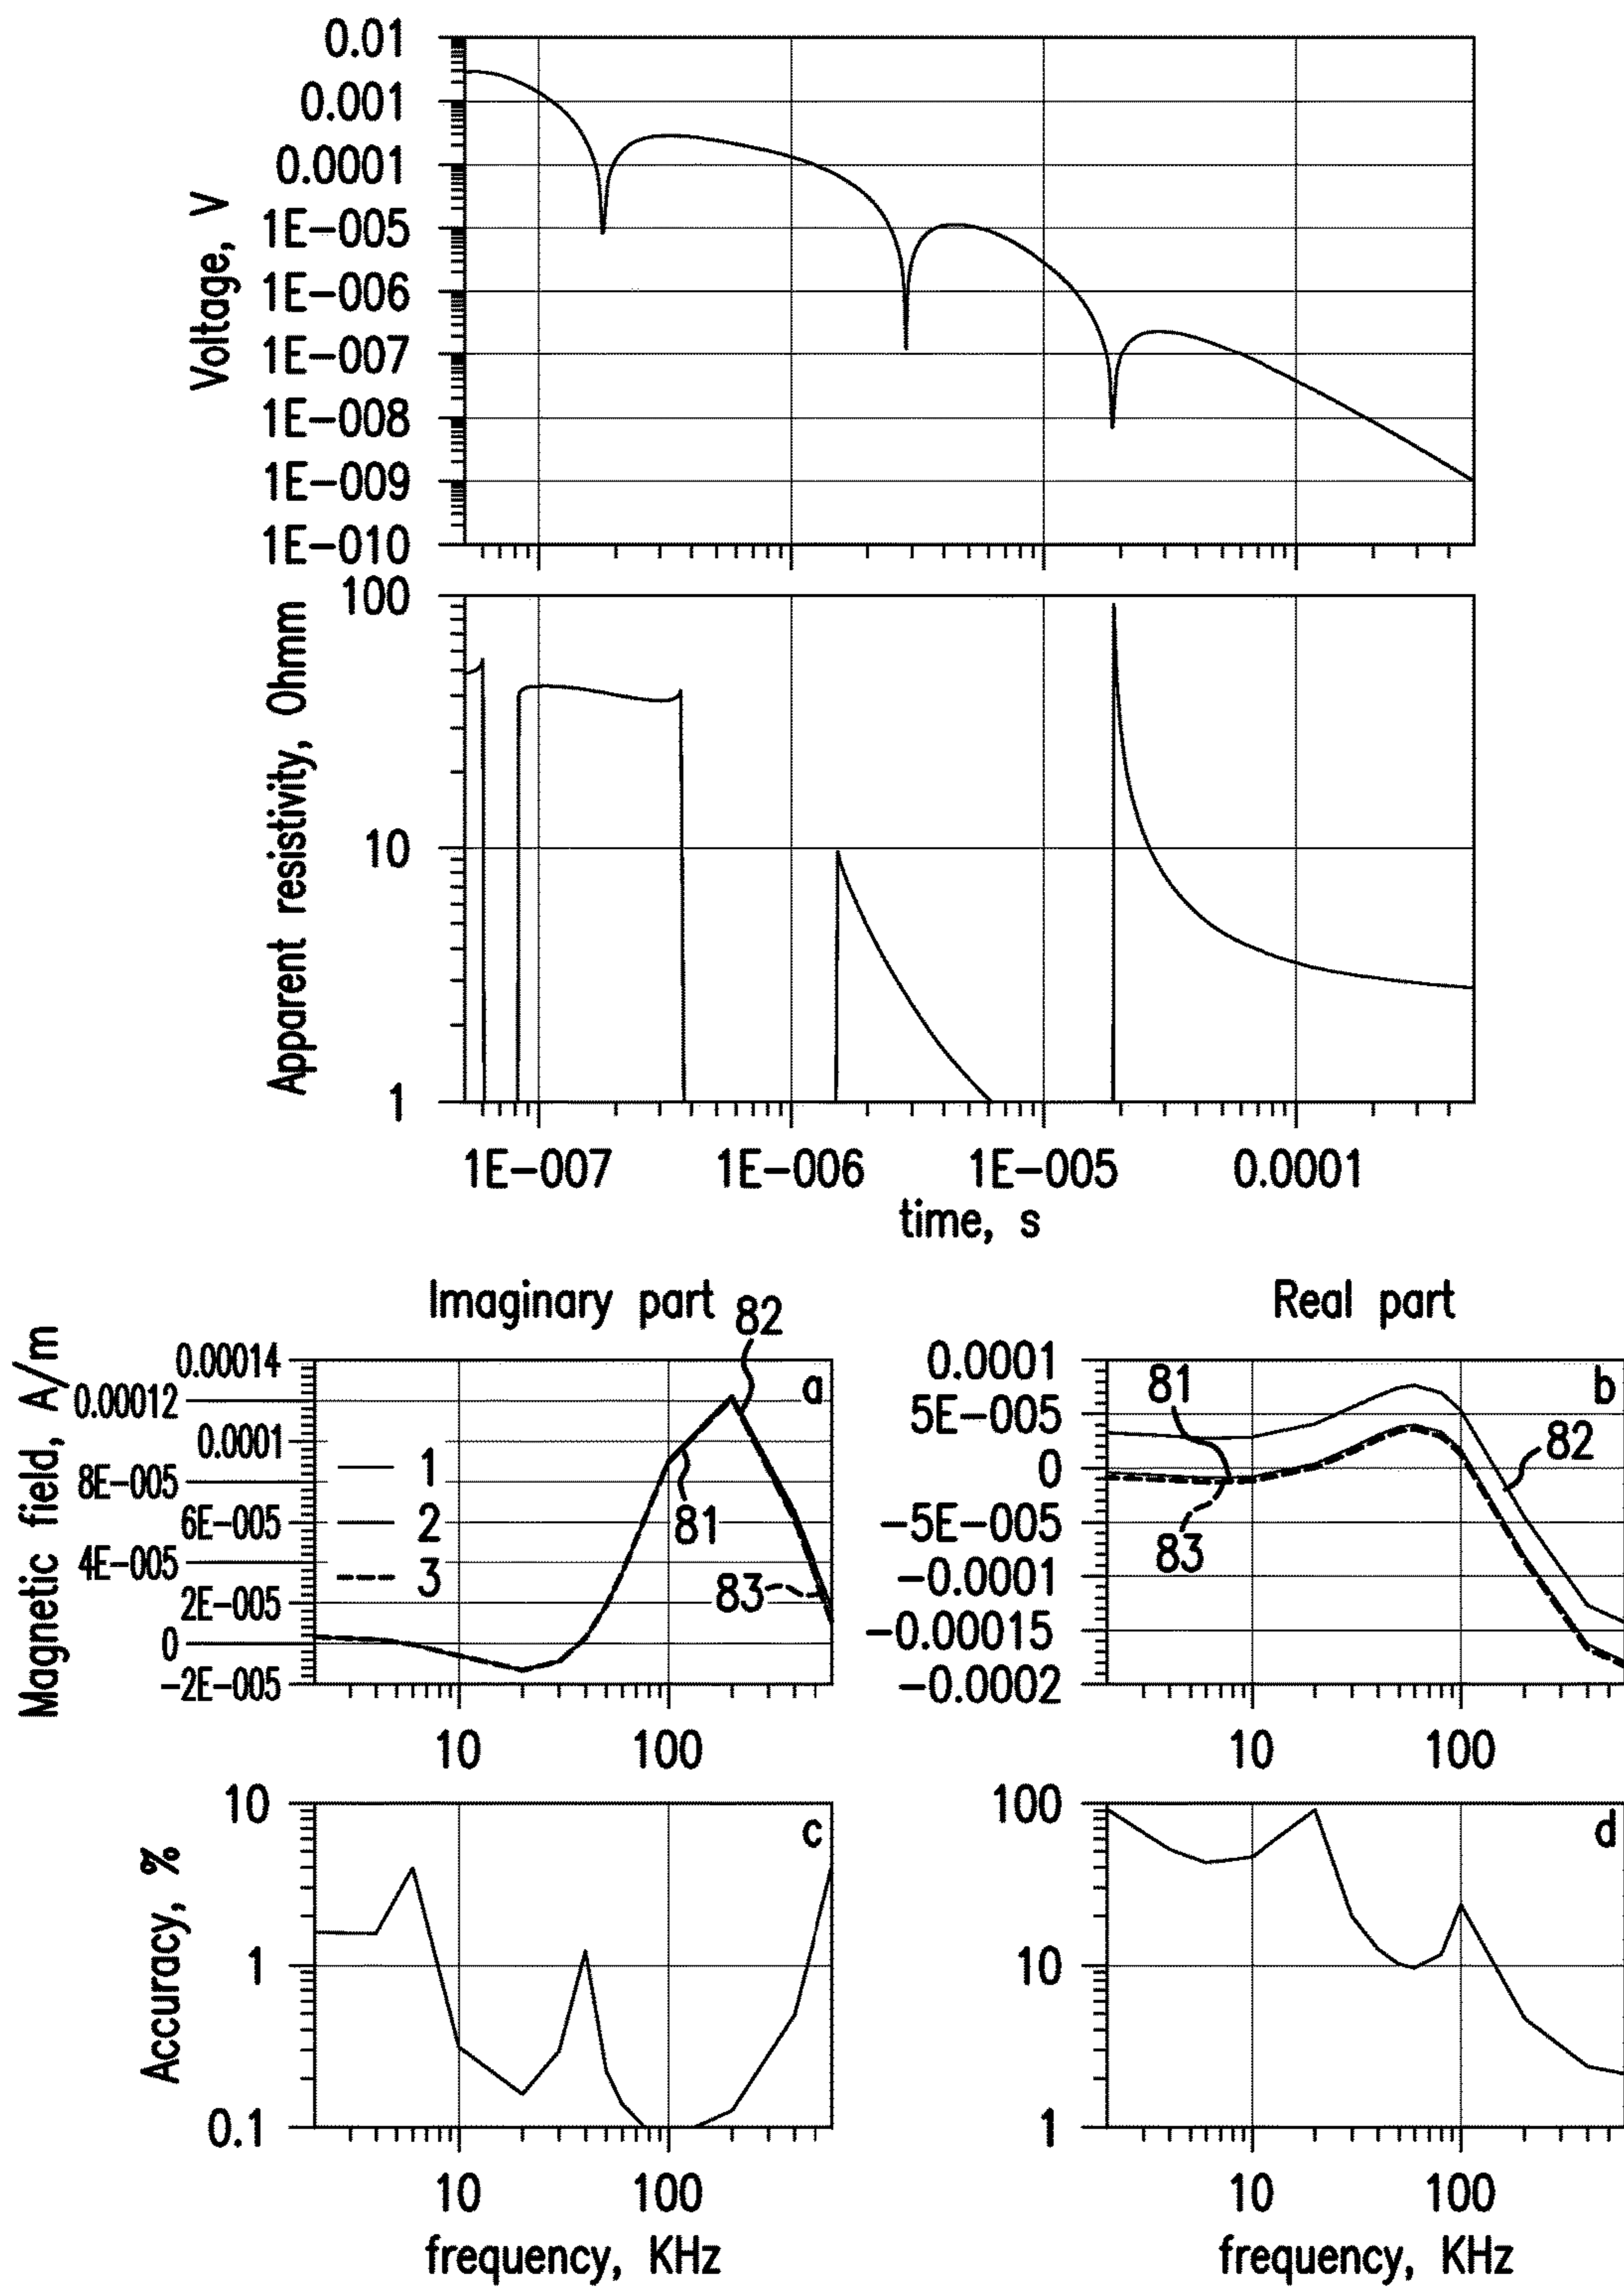 0.01
0.001
0.0001
1E-005
1E-006
1E-007
1E-008
1E-009
1E-010
Voltage, V
100
10
1
Apparent resistivity, Ohmm
1E-007 1E-006 1E-005 0.0001
time, s
Imaginary part
82
0.00014
0.00012
0.0001
8E-005
6E-005
4E-005
2E-005
0
-2E-005
Magnetic field, A/m
a
1
2
3
81
83
10 100
Real part
0.0001
5E-005
0
-5E-005
-0.0001
-0.00015
-0.0002
b
81
82
83
10 100
10
1
0.1
Accuracy, %
c
10 100
frequency, KHz
100
10
1
d
10 100
frequency, KHz